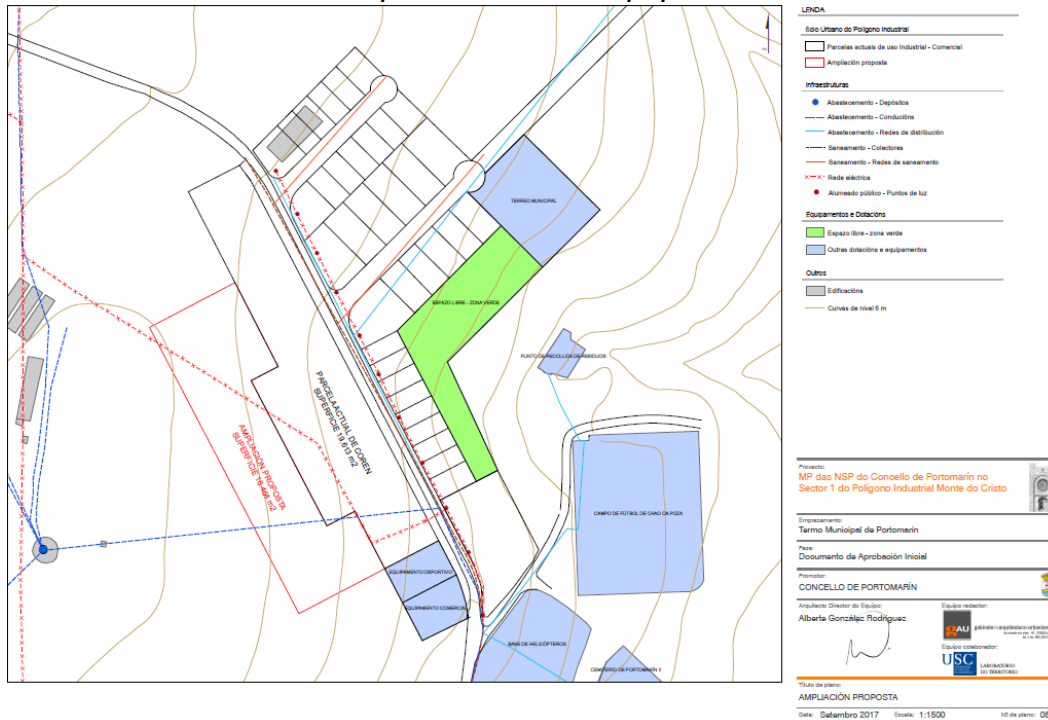 TERREO MUNICIPAL
ESPAZO LIBRE - ZONA VERDE
PUNTO DE RECOLLIDA DE RESIDUOS
PARCELA ACTUAL DE COREN
SUPERFICIE 19.613 m2
AMPLIACIÓN PROPOSTA
CAMPO DE FÚTBOL DE CHAO DA POZA
EQUIPAMENTO DEPORTIVO
EQUIPAMENTO COMERCIAL
BASE DE HELICÓPTEROS
CEMITERIO DE PORTOMARÍN II
LENDA
Solo Urbano do Polígono Industrial
Parcelas actuais de uso Industrial - Comercial
Ampliación proposta
Infraestruturas
Abastecemento - Depósitos
Abastecemento - Conducións
Abastecemento - Redes de distribución
Saneamento - Colectores
Saneamento - Redes de saneamento
Rede eléctrica
Alumeado público - Puntos de luz
Equipamentos e Dotacións
Espazo libre - zona verde
Outras dotacións e equipamentos
Outros
Edificacións
Curvas de nivel 5 m
Proxecto:
MP das NSP do Concello de Portomarín no
Sector 1 do Polígono Industrial Monte do Cristo
Emprazamento:
Termo Municipal de Portomarín
Fase:
Documento de Aprobación Inicial
Promotor:
CONCELLO DE PORTOMARÍN
Arquitecto Director do Equipo:
Alberte González Rodríguez
Equipo redactor:
gAU
Equipo colaborador:
USC
LABORATORIO
DO TERRITORIO
Título de plano:
AMPLIACIÓN PROPOSTA
Data: Setembro 2017 Escala: 1:1500 Nº de plano: 08